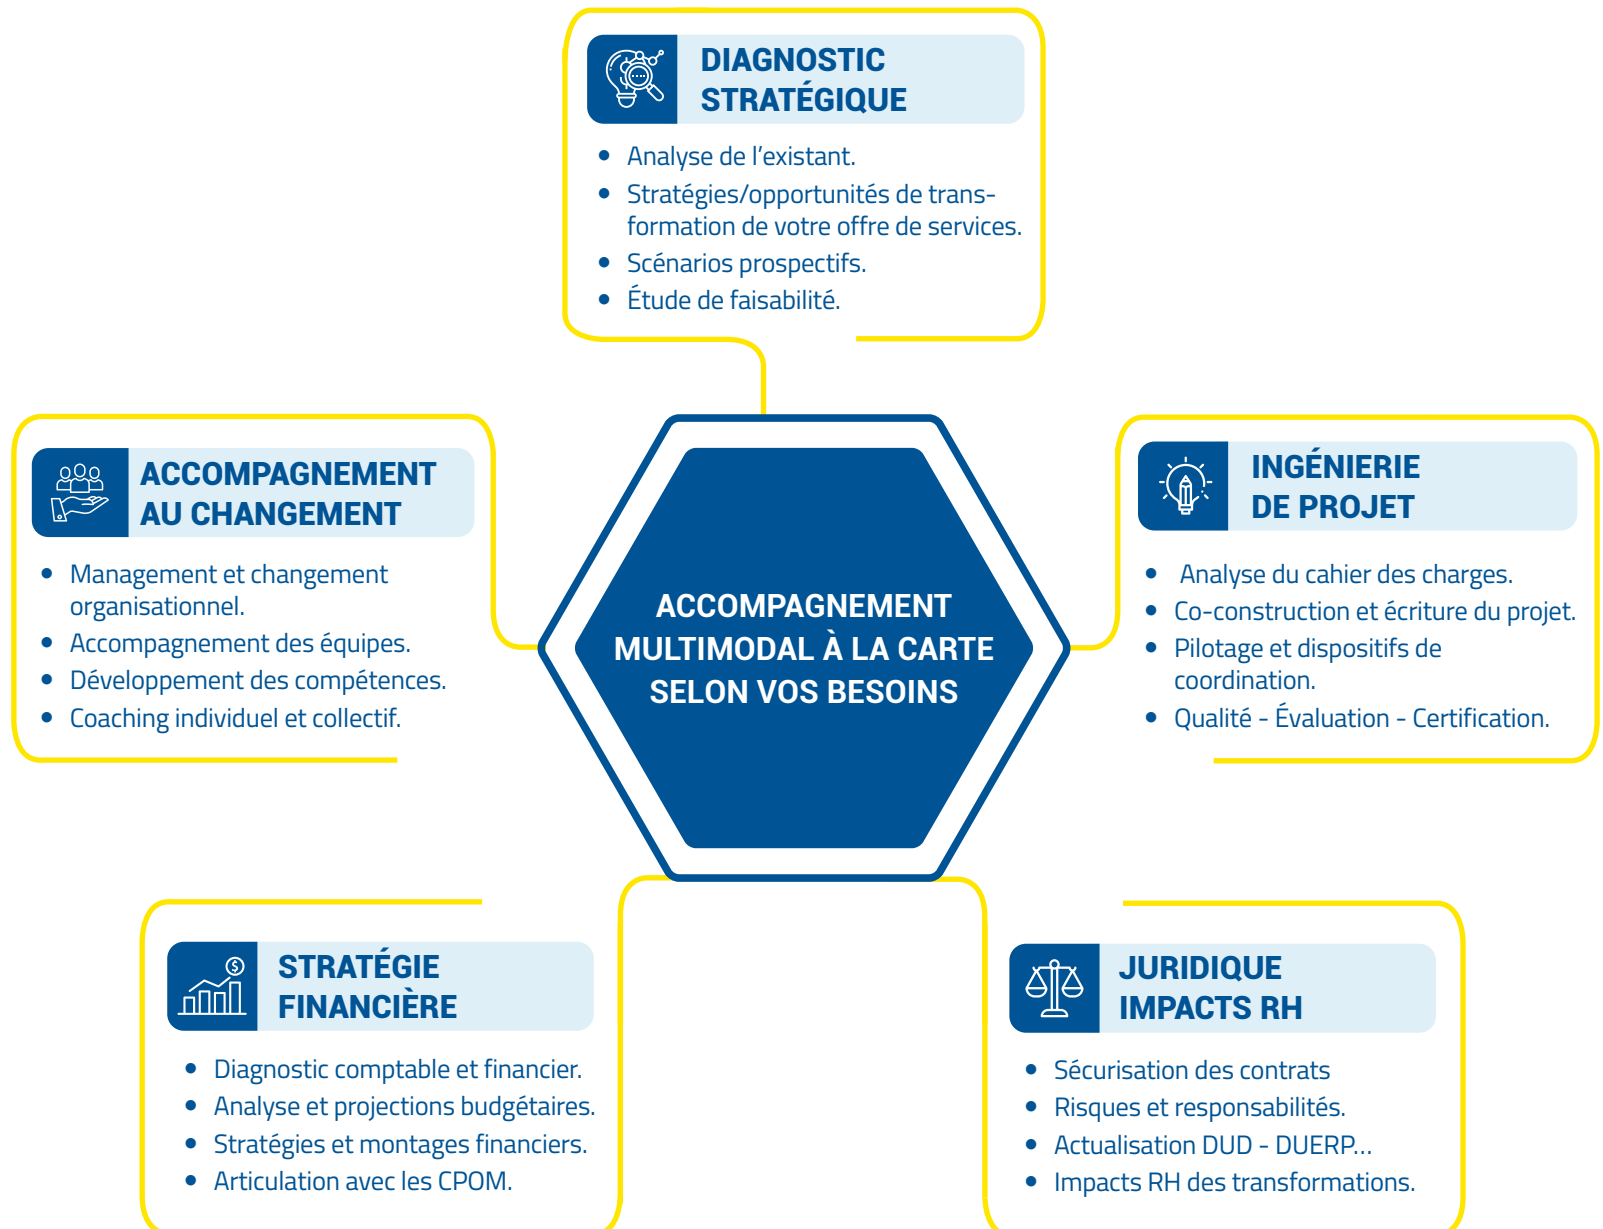 DIAGNOSTIC
STRATÉGIQUE
• Analyse de l’existant.
• Stratégies/opportunités de trans-
formation de votre offre de services.
• Scénarios prospectifs.
• Étude de faisabilité.
ACCOMPAGNEMENT
AU CHANGEMENT
• Management et changement
organisationnel.
• Accompagnement des équipes.
• Développement des compétences.
• Coaching individuel et collectif.
ACCOMPAGNEMENT
MULTIMODAL À LA CARTE
SELON VOS BESOINS
INGÉNIERIE
DE PROJET
• Analyse du cahier des charges.
• Co-construction et écriture du projet.
• Pilotage et dispositifs de
coordination.
• Qualité - Évaluation - Certification.
STRATÉGIE
FINANCIÈRE
• Diagnostic comptable et financier.
• Analyse et projections budgétaires.
• Stratégies et montages financiers.
• Articulation avec les CPOM.
JURIDIQUE
IMPACTS RH
• Sécurisation des contrats
• Risques et responsabilités.
• Actualisation DUD - DUERP...
• Impacts RH des transformations.